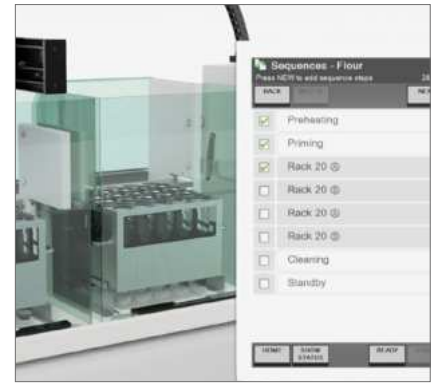 Sequences - Flour
Press NEW to add sequence steps
BACK
Preheating
Priming
Rack 20
Rack 20
Rack 20
Rack 20
Cleaning
Standby
HOME SHOW STATUS READY